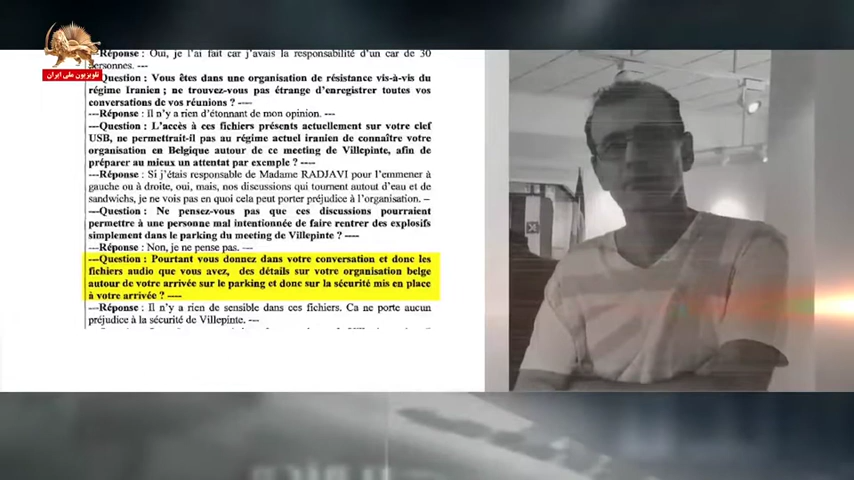 تلویزیون ملی ایران
---Réponse : Oui, je l'ai fait car j'avais la responsabilité d'un car de 30
personnes. ---
---Question : Vous êtes dans une organisation de résistance vis-à-vis du
régime Iranien ; ne trouvez-vous pas étrange d'enregistrer toutes vos
conversations de vos réunions ? ----
---Réponse : Il n'y a rien d'étonnant de mon opinion. ---
---Question : L'accès à ces fichiers présents actuellement sur votre clef
USB, ne permettrait-il pas au régime actuel iranien de connaître votre
organisation en Belgique autour de ce meeting de Villepinte, afin de
préparer au mieux un attentat par exemple ? ----
---Réponse : Si j'étais responsable de Madame RADJAVI pour l'emmener à
gauche ou à droite, oui, mais, nos discussions qui tournent autout d'eau et de
sandwichs, je ne vois pas en quoi cela peut porter préjudice à l'organisation. --
---Question : Ne pensez-vous pas que ces discussions pourraient
permettre à une personne mal intentionnée de faire rentrer des explosifs
simplement dans le parking du meeting de Villepinte ? ----
---Réponse : Non, je ne pense pas. ---
---Question : Pourtant vous donnez dans votre conversation et donc les
fichiers audio que vous avez, des détails sur votre organisation belge
autour de votre arrivée sur le parking et donc sur la sécurité mis en place
à votre arrivée ? ----
---Réponse : Il n'y a rien de sensible dans ces fichiers. Ca ne porte aucun
préjudice à la sécurité de Villepinte. ---